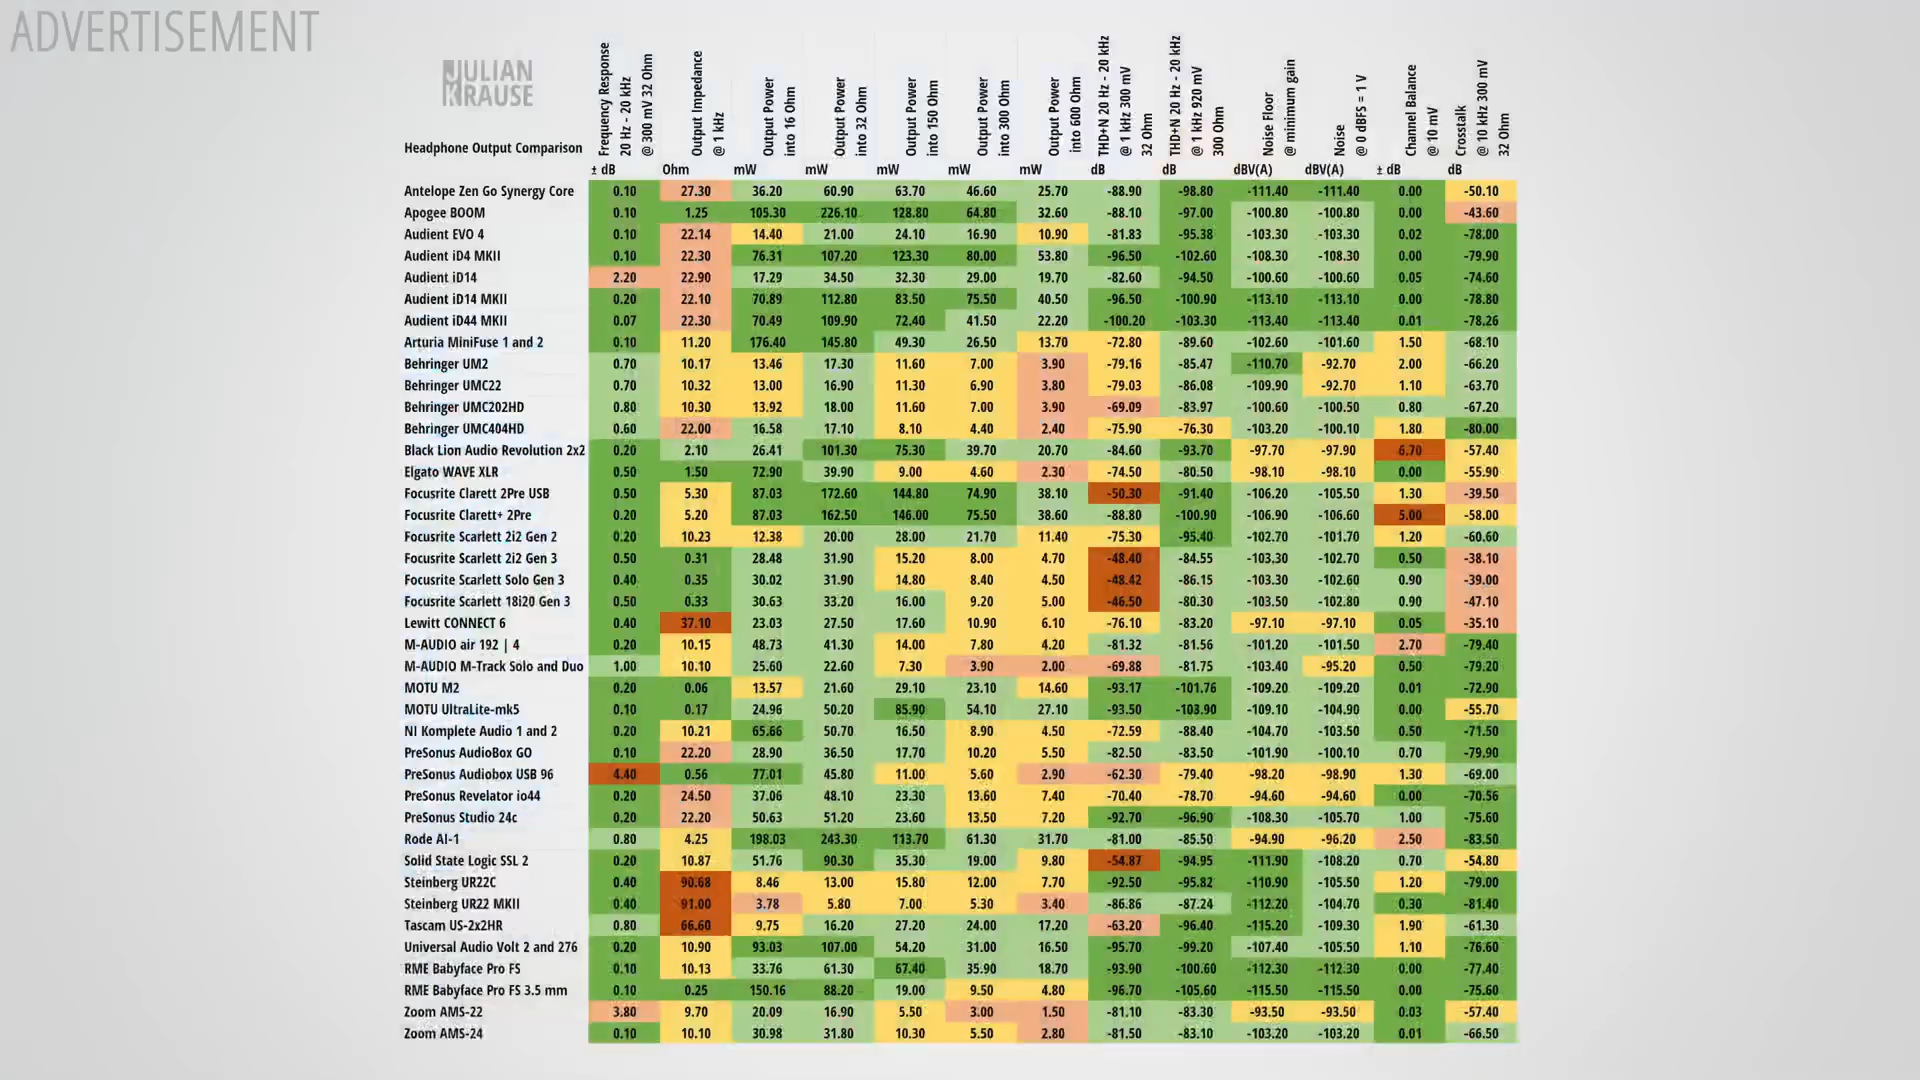 ADVERTISEMENT
JULIAN
KRAUSE
Headphone Output Comparison
Frequency Response
20 Hz - 20 kHz
@ 300 mV 32 Ohm
Output Impedance
@ 1 kHz
Output Power
into 16 Ohm
Output Power
into 32 Ohm
Output Power
into 150 Ohm
Output Power
into 300 Ohm
Output Power
into 600 Ohm
THD+N 20 Hz - 20 kHz
@ 1 kHz 300 mV
32 Ohm
THD+N 20 Hz - 20 kHz
@ 1 kHz 920 mV
300 Ohm
Noise Floor
@ minimum gain
Noise
@ 0 dBFS = 1 V
Channel Balance
@ 10 mV
Crosstalk
@ 10 kHz 300 mV
32 Ohm
± dB Ohm mW mW mW mW mW dB dB dBV(A) dBV(A) ± dB dB
Antelope Zen Go Synergy Core 0.10 27.30 36.20 60.90 63.70 46.60 25.70 -88.90 -98.80 -111.40 -111.40 0.00 -50.10
Apogee BOOM 0.10 1.25 105.30 226.10 128.80 64.80 32.60 -88.10 -97.00 -100.80 -100.80 0.00 -43.60
Audient EVO 4 0.10 22.14 14.40 21.00 24.10 16.90 10.90 -81.83 -95.38 -103.30 -103.30 0.02 -78.00
Audient iD4 MKII 0.10 22.30 76.31 107.20 123.30 80.00 53.80 -96.50 -102.60 -108.30 -108.30 0.00 -79.90
Audient iD14 2.20 22.90 17.29 34.50 32.30 29.00 19.70 -82.60 -94.50 -100.60 -100.60 0.05 -74.60
Audient iD14 MKII 0.20 22.10 70.89 112.80 83.50 75.50 40.50 -96.50 -100.90 -113.10 -113.10 0.00 -78.80
Audient iD44 MKII 0.07 22.30 70.49 109.90 72.40 41.50 22.20 -100.20 -103.30 -113.40 -113.40 0.01 -78.26
Arturia MiniFuse 1 and 2 0.10 11.20 176.40 145.80 49.30 26.50 13.70 -72.80 -89.60 -102.60 -101.60 1.50 -68.10
Behringer UM2 0.70 10.17 13.46 17.30 11.60 7.00 3.90 -79.16 -85.47 -110.70 -92.70 2.00 -66.20
Behringer UMC22 0.70 10.32 13.00 16.90 11.30 6.90 3.80 -79.03 -86.08 -109.90 -92.70 1.10 -63.70
Behringer UMC202HD 0.80 10.30 13.92 18.00 11.60 7.00 3.90 -69.09 -83.97 -100.60 -100.50 0.80 -67.20
Behringer UMC404HD 0.60 22.00 16.58 17.10 8.10 4.40 2.40 -75.90 -76.30 -103.20 -100.10 1.80 -80.00
Black Lion Audio Revolution 2x2 0.20 2.10 26.41 101.30 75.30 39.70 20.70 -84.60 -93.70 -97.70 -97.90 6.70 -57.40
Elgato WAVE XLR 0.50 1.50 72.90 39.90 9.00 4.60 2.30 -74.50 -80.50 -98.10 -98.10 0.00 -55.90
Focusrite Clarett 2Pre USB 0.50 5.30 87.03 172.60 144.80 74.90 38.10 -50.30 -91.40 -106.20 -105.50 1.30 -39.50
Focusrite Clarett+ 2Pre 0.20 5.20 87.03 162.50 146.00 75.50 38.60 -88.80 -100.90 -106.90 -106.60 5.00 -58.00
Focusrite Scarlett 2i2 Gen 2 0.20 10.23 12.38 20.00 28.00 21.70 11.40 -75.30 -95.40 -102.70 -101.70 1.20 -60.60
Focusrite Scarlett 2i2 Gen 3 0.50 0.31 28.48 31.90 15.20 8.00 4.70 -48.40 -84.55 -103.30 -102.70 0.50 -38.10
Focusrite Scarlett Solo Gen 3 0.40 0.35 30.02 31.90 14.80 8.40 4.50 -48.42 -86.15 -103.30 -102.60 0.90 -39.00
Focusrite Scarlett 18i20 Gen 3 0.50 0.33 30.63 33.20 16.00 9.20 5.00 -46.50 -80.30 -103.50 -102.80 0.90 -47.10
Lewitt CONNECT 6 0.40 37.10 23.03 27.50 17.60 10.90 6.10 -76.10 -83.20 -97.10 -97.10 0.05 -35.10
M-AUDIO air 192 | 4 0.20 10.15 48.73 41.30 14.00 7.80 4.20 -81.32 -81.56 -101.20 -101.50 2.70 -79.40
M-AUDIO M-Track Solo and Duo 1.00 10.10 25.60 22.60 7.30 3.90 2.00 -69.88 -81.75 -103.40 -95.20 0.50 -79.20
MOTU M2 0.20 0.06 13.57 21.60 29.10 23.10 14.60 -93.17 -101.76 -109.20 -109.20 0.01 -72.90
MOTU UltraLite-mk5 0.10 0.17 24.96 50.20 85.90 54.10 27.10 -93.50 -103.90 -109.10 -104.90 0.00 -55.70
NI Komplete Audio 1 and 2 0.20 10.21 65.66 50.70 16.50 8.90 4.50 -72.59 -88.40 -104.70 -103.50 0.50 -71.50
PreSonus AudioBox GO 0.10 22.20 28.90 36.50 17.70 10.20 5.50 -82.50 -83.50 -101.90 -100.10 0.70 -79.90
PreSonus Audiobox USB 96 4.40 0.56 77.01 45.80 11.00 5.60 2.90 -62.30 -79.40 -98.20 -98.90 1.30 -69.00
PreSonus Revelator io44 0.20 24.50 37.06 48.10 23.30 13.60 7.40 -70.40 -78.70 -94.60 -94.60 0.00 -70.56
PreSonus Studio 24c 0.20 22.20 50.63 51.20 23.60 13.50 7.20 -92.70 -96.90 -108.30 -105.70 1.00 -75.60
Rode AI-1 0.80 4.25 198.03 243.30 113.70 61.30 31.70 -81.00 -85.50 -94.90 -96.20 2.50 -83.50
Solid State Logic SSL 2 0.20 10.87 51.76 90.30 35.30 19.00 9.80 -54.87 -94.95 -111.90 -108.20 0.70 -54.80
Steinberg UR22C 0.40 90.68 8.46 13.00 15.80 12.00 7.70 -92.50 -95.82 -110.90 -105.50 1.20 -79.00
Steinberg UR22 MKII 0.40 91.00 3.78 5.80 7.00 5.30 3.40 -86.86 -87.24 -112.20 -104.70 0.30 -81.40
Tascam US-2x2HR 0.80 66.60 9.75 16.20 27.20 24.00 17.20 -63.20 -96.40 -115.20 -109.30 1.90 -61.30
Universal Audio Volt 2 and 276 0.20 10.90 93.03 107.00 54.20 31.00 16.50 -95.70 -99.20 -107.40 -105.50 1.10 -76.60
RME Babyface Pro FS 0.10 10.13 33.76 61.30 67.40 35.90 18.70 -93.90 -100.60 -112.30 -112.30 0.00 -77.40
RME Babyface Pro FS 3.5 mm 0.10 0.25 150.16 88.20 19.00 9.50 4.80 -96.70 -105.60 -115.50 -115.50 0.00 -75.60
Zoom AMS-22 3.80 9.70 20.09 16.90 5.50 3.00 1.50 -81.10 -83.30 -93.50 -93.50 0.03 -57.40
Zoom AMS-24 0.10 10.10 30.98 31.80 10.30 5.50 2.80 -81.50 -83.10 -103.20 -103.20 0.01 -66.50